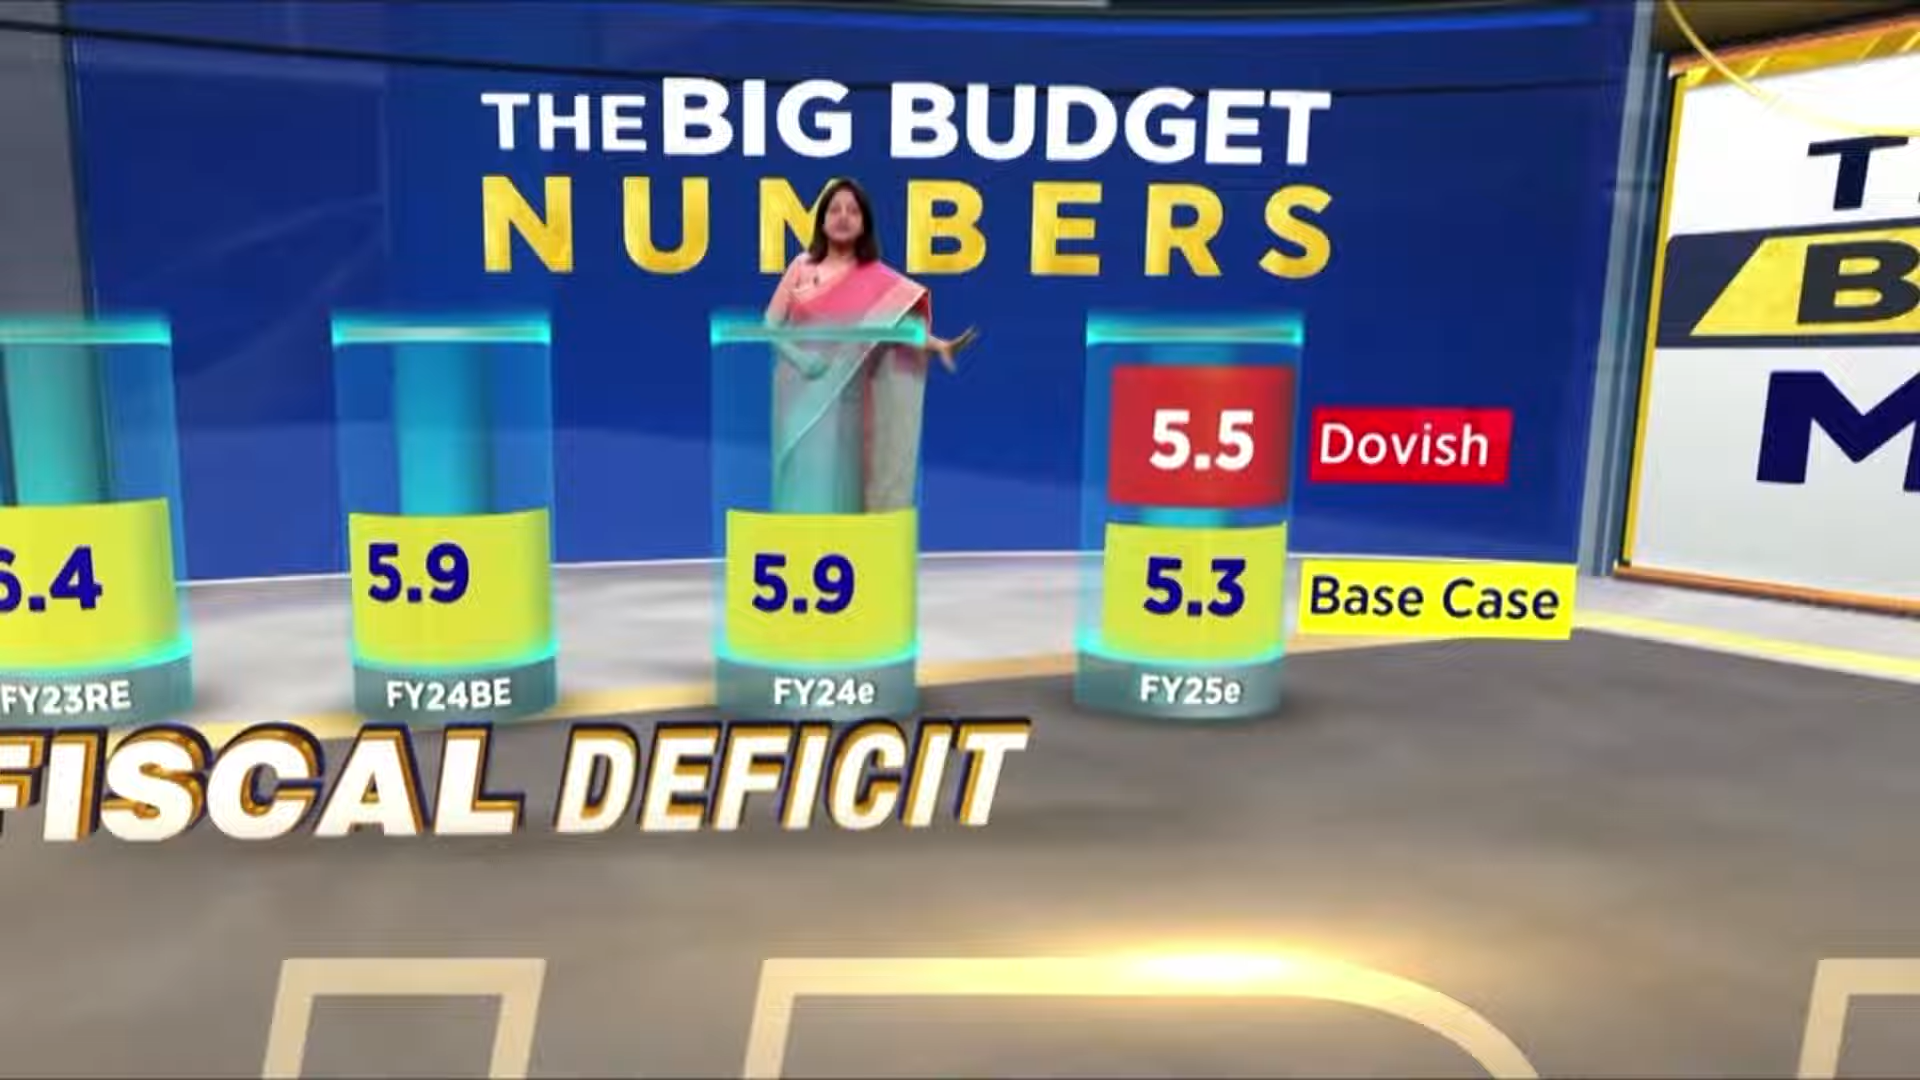 THE BIG BUDGET
NUMBERS
5.5 Dovish
6.4 5.9 5.9 5.3 Base Case
FY23RE FY24BE FY24e FY25e
FISCAL DEFICIT
B
M